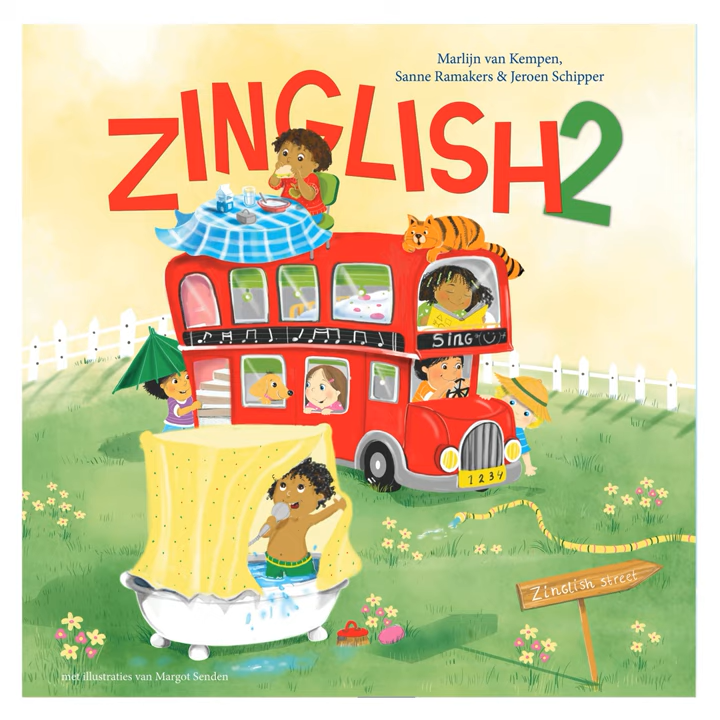 Marlijn van Kempen,
Sanne Ramakers & Jeroen Schipper
ZINGLISH2
SING
1234
Zinglish street
met illustraties van Margot Senden